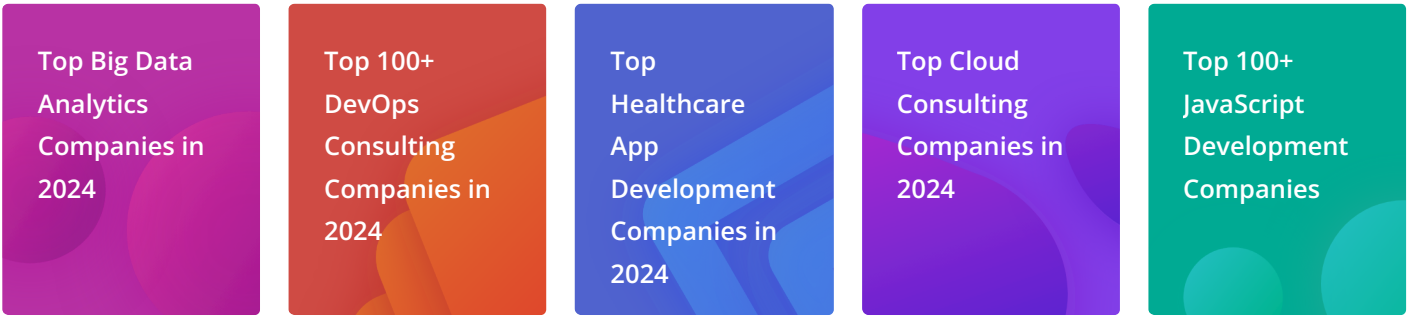 Top Big Data
Analytics
Companies in
2024
Top 100+
DevOps
Consulting
Companies in
2024
Top
Healthcare
App
Development
Companies in
2024
Top Cloud
Consulting
Companies in
2024
Top 100+
JavaScript
Development
Companies